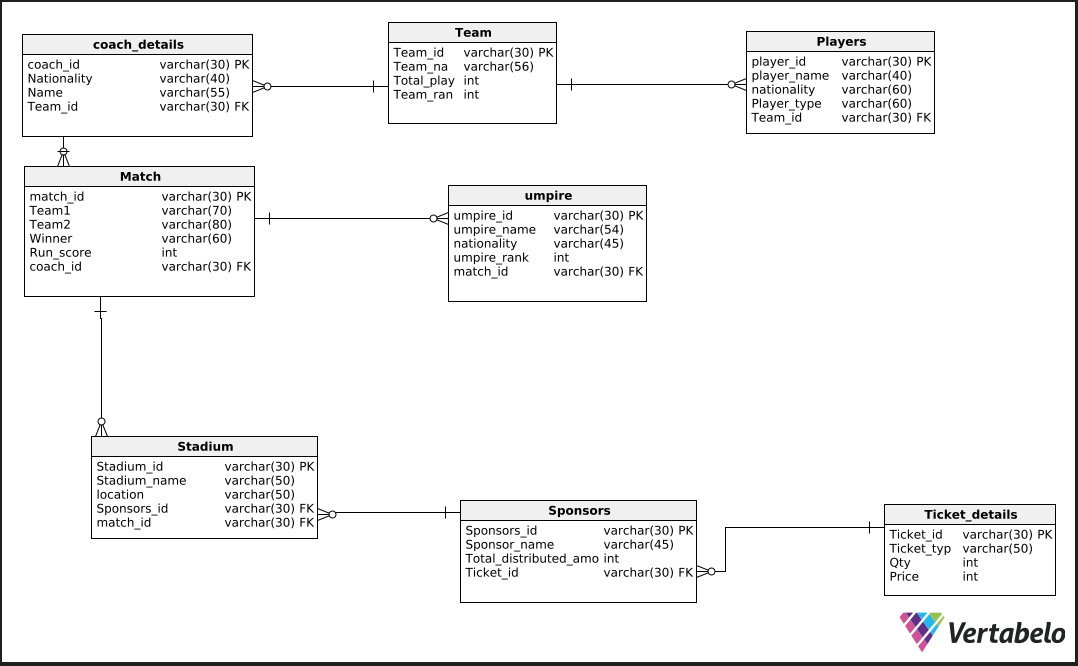 coach_details
coach_id varchar(30) PK
Nationality varchar(40)
Name varchar(55)
Team_id varchar(30) FK
Team
Team_id varchar(30) PK
Team_na varchar(56)
Total_play int
Team_ran int
Players
player_id varchar(30) PK
player_name varchar(40)
nationality varchar(60)
Player_type varchar(60)
Team_id varchar(30) FK
Match
match_id varchar(30) PK
Team1 varchar(70)
Team2 varchar(80)
Winner varchar(60)
Run_score int
coach_id varchar(30) FK
umpire
umpire_id varchar(30) PK
umpire_name varchar(54)
nationality varchar(45)
umpire_rank int
match_id varchar(30) FK
Stadium
Stadium_id varchar(30) PK
Stadium_name varchar(50)
location varchar(50)
Sponsors_id varchar(30) FK
match_id varchar(30) FK
Sponsors
Sponsors_id varchar(30) PK
Sponsor_name varchar(45)
Total_distributed_amo int
Ticket_id varchar(30) FK
Ticket_details
Ticket_id varchar(30) PK
Ticket_typ varchar(50)
Qty int
Price int
Vertabelo